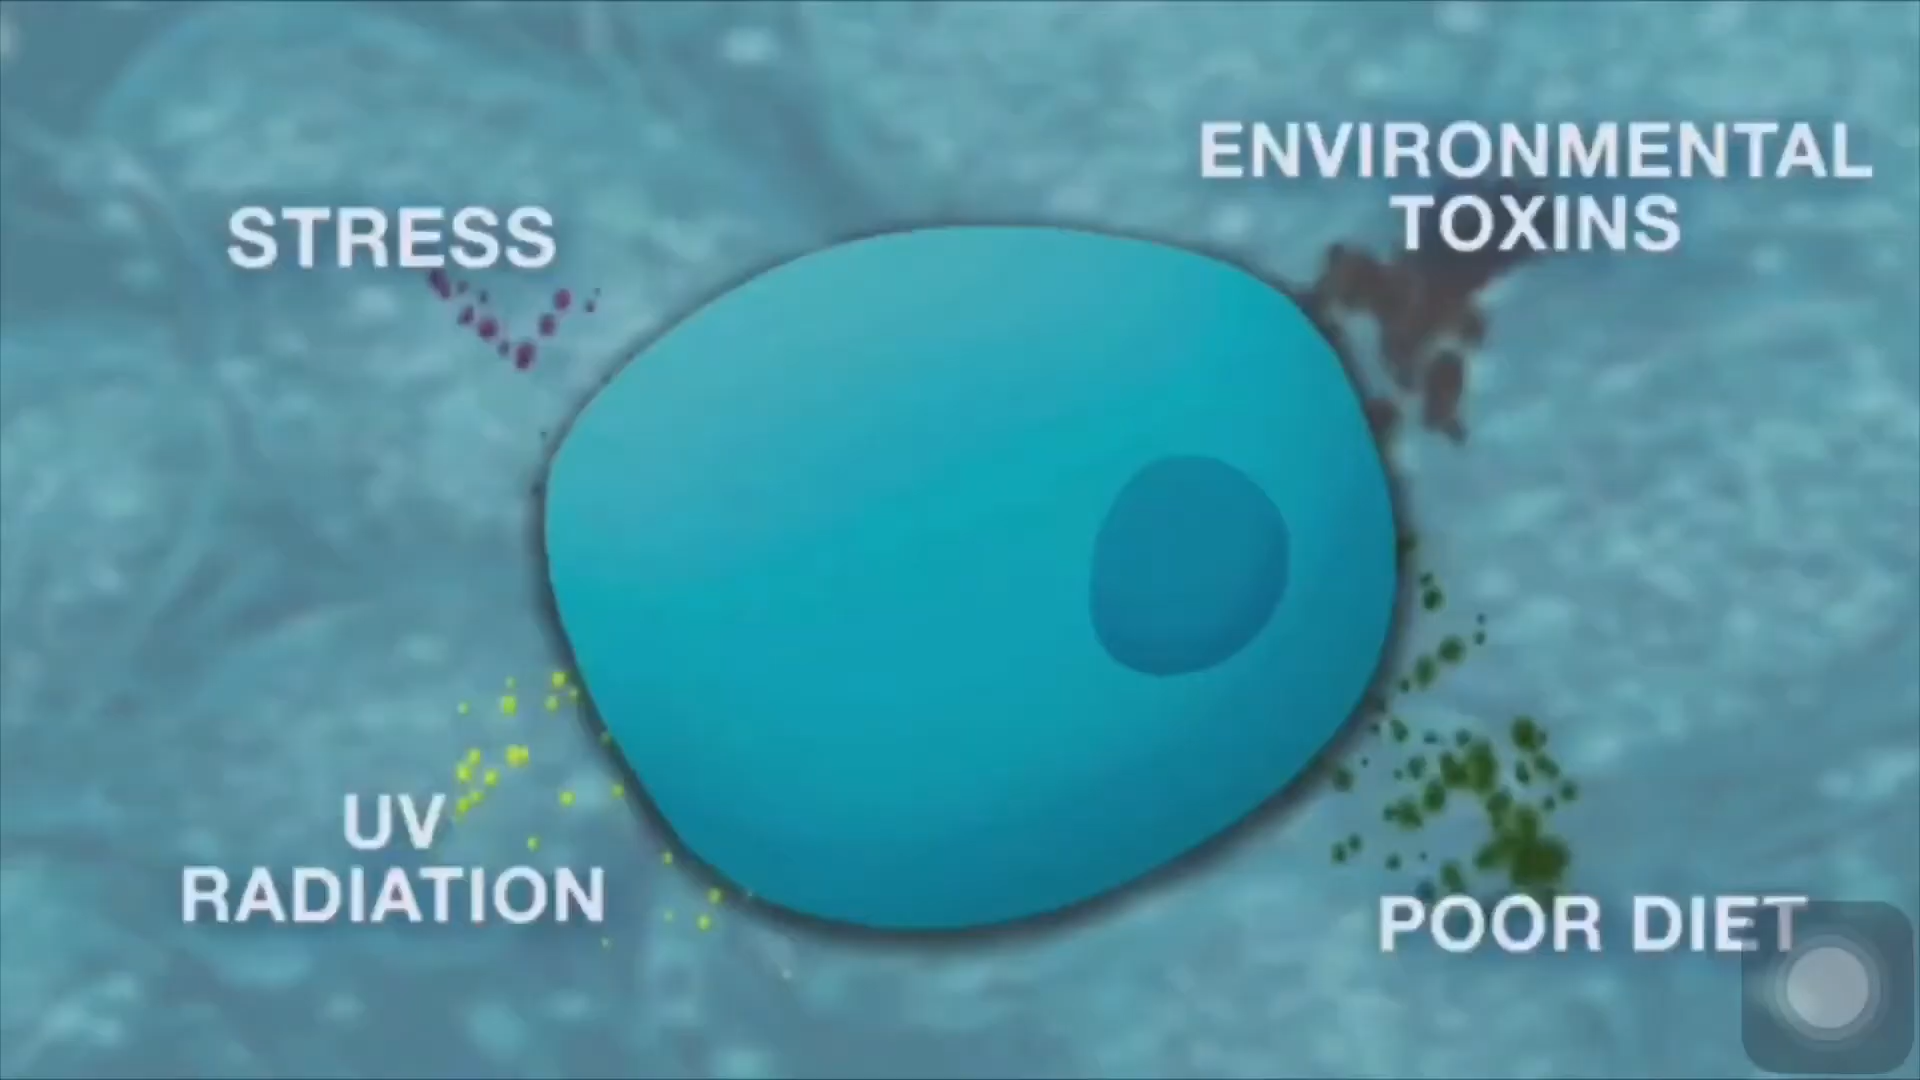 STRESS
ENVIRONMENTAL
TOXINS
UV
RADIATION
POOR DIET